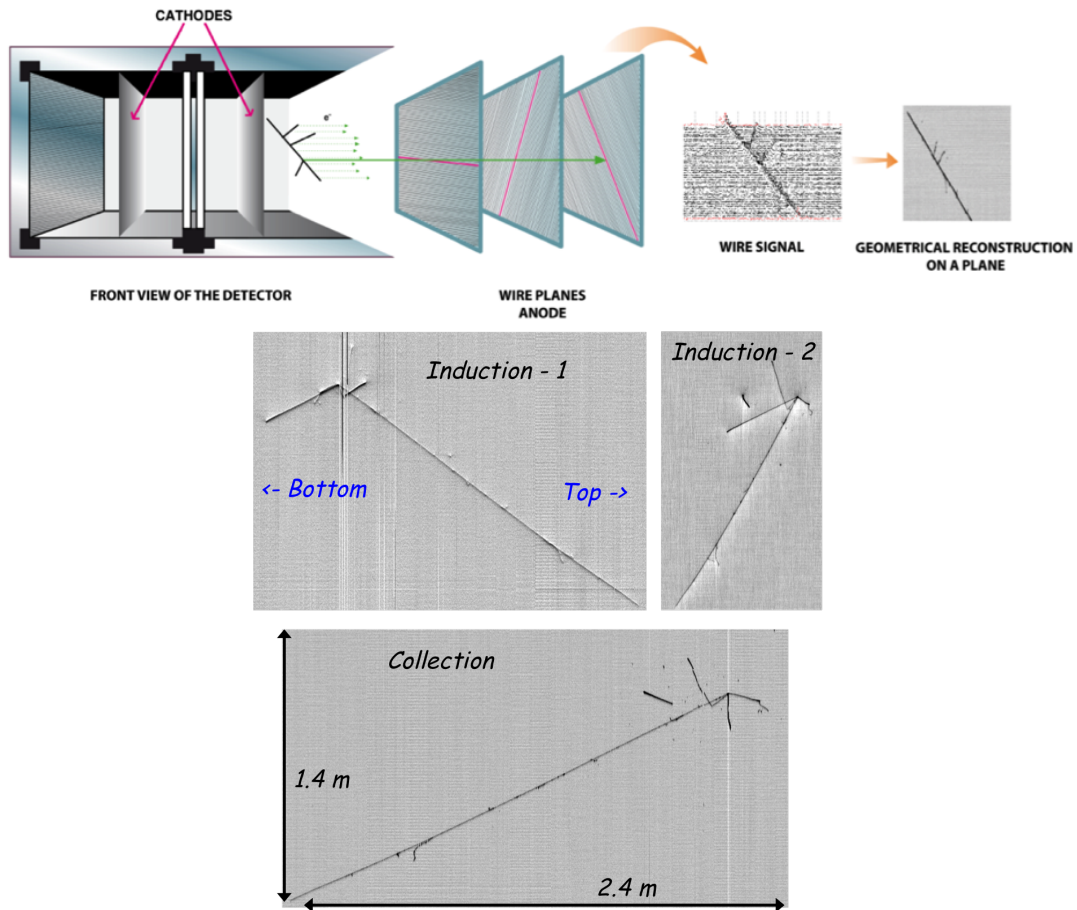 CATHODES
e-
FRONT VIEW OF THE DETECTOR
WIRE PLANES
ANODE
WIRE SIGNAL
GEOMETRICAL RECONSTRUCTION
ON A PLANE
Induction - 1
Induction - 2
<- Bottom
Top ->
Collection
1.4 m
2.4 m